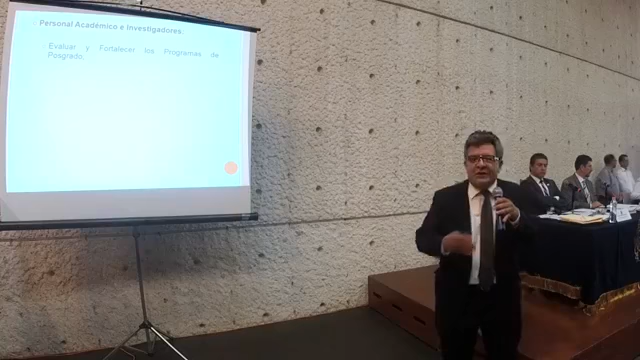 Personal Académico e Investigadores:
Evaluar y Fortalecer los Programas de
Posgrado,